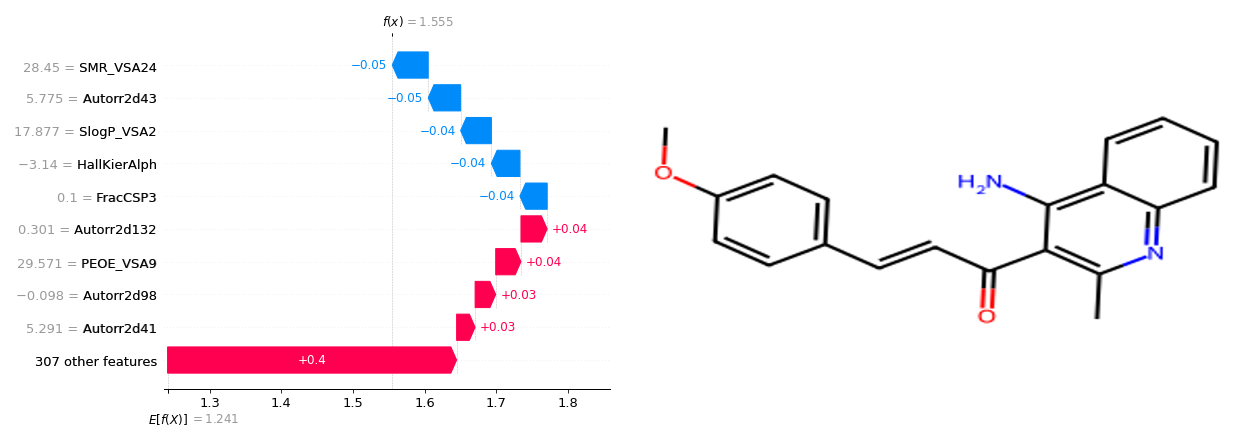 f(x) = 1.555
28.45 = SMR_VSA24
−0.05
5.775 = Autorr2d43
−0.05
17.877 = SlogP_VSA2
−0.04
−3.14 = HallKierAlph
−0.04
0.1 = FracCSP3
−0.04
0.301 = Autorr2d132
+0.04
29.571 = PEOE_VSA9
+0.04
−0.098 = Autorr2d98
+0.03
5.291 = Autorr2d41
+0.03
307 other features
+0.4
1.3 1.4 1.5 1.6 1.7 1.8
E[f(X)] = 1.241
O
H₂N
N
O